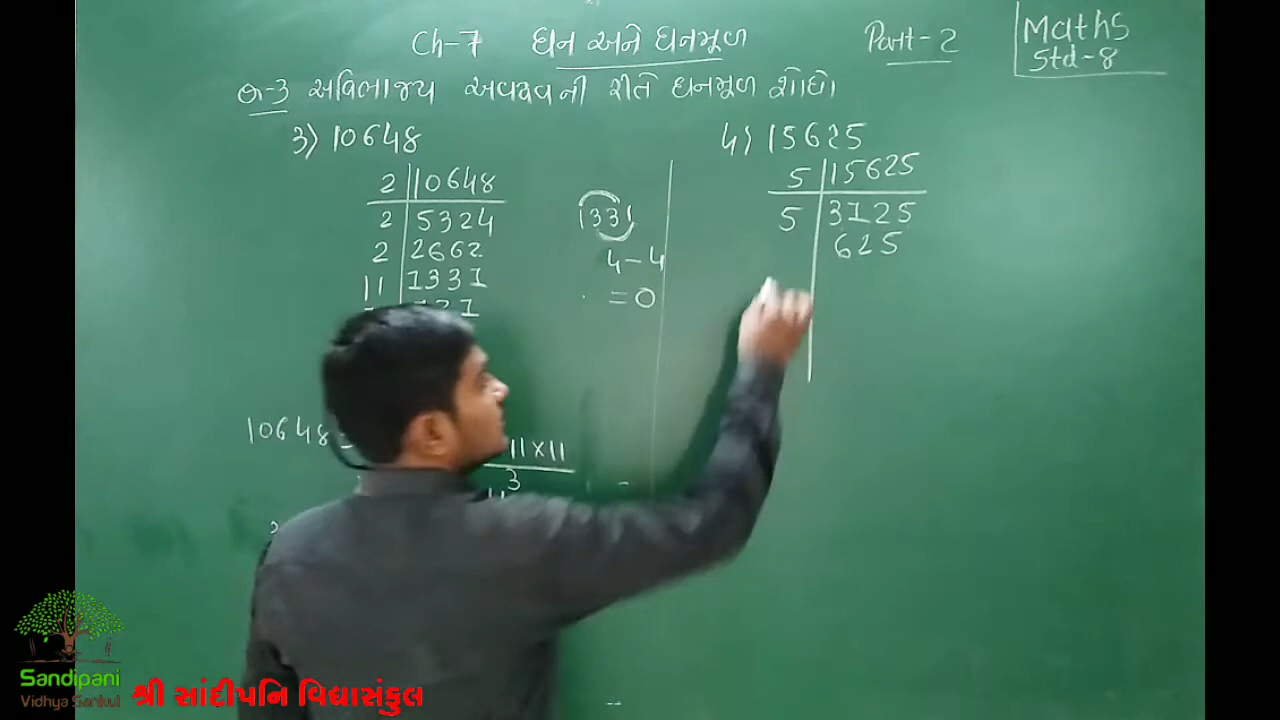 Ch-7 ઘન અને ઘનમૂળ
Part-2
Maths
Std-8
અવિભાજ્ય અવયવની રીતે ઘનમૂળ શોધો.
3) 10648
2 | 10648
2 | 5324
2 | 2662
11 | 1331
1331
4-4
=0
10648
11x11
3
4) 15625
5 | 15625
5 | 3125
625
Sandipani
Vidhya Sankul
શ્રી સાંદીપનિ વિદ્યાસંકુલ